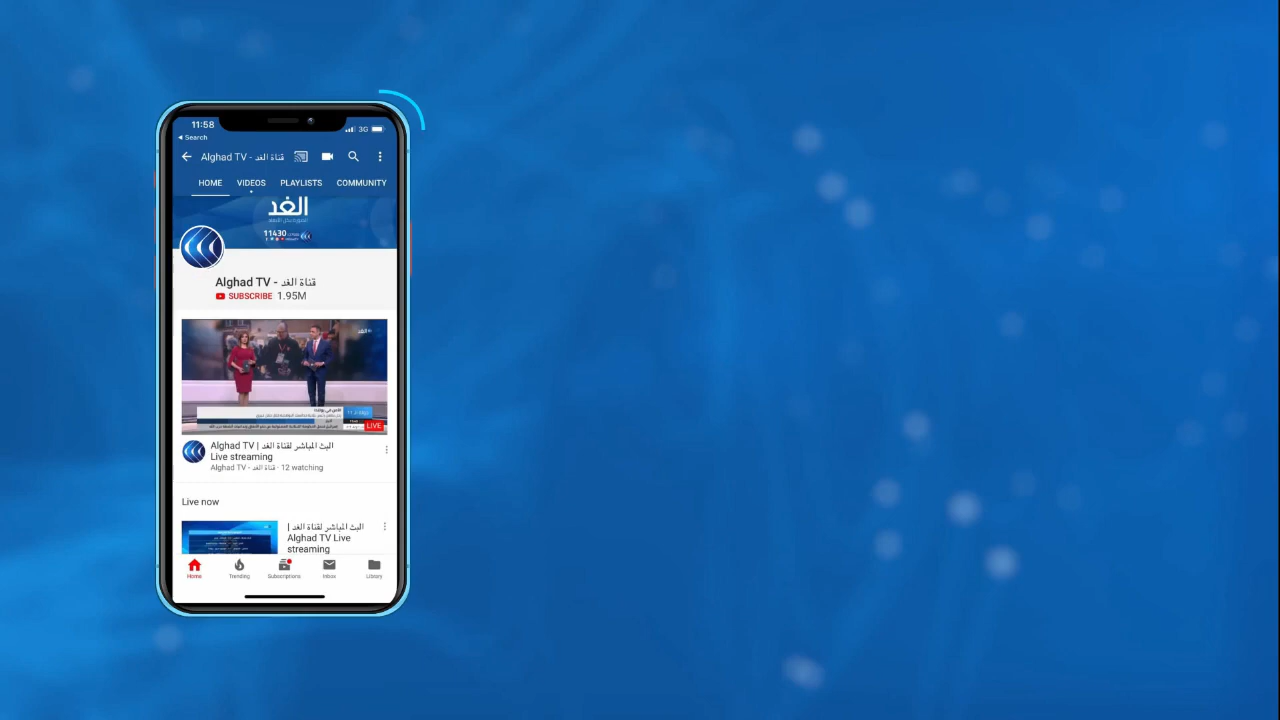 11:58
3G
Search
Alghad TV - قناة الغد
HOME VIDEOS PLAYLISTS COMMUNITY
الغد
11430
Alghad TV - قناة الغد
SUBSCRIBE 1.95M
الغد
LIVE
Alghad TV | البث المباشر لقناة الغد
Live streaming
Alghad TV - قناة الغد · 12 watching
Live now
البث المباشر لقناة الغد |
Alghad TV Live
streaming
Home Trending Subscriptions Inbox Library